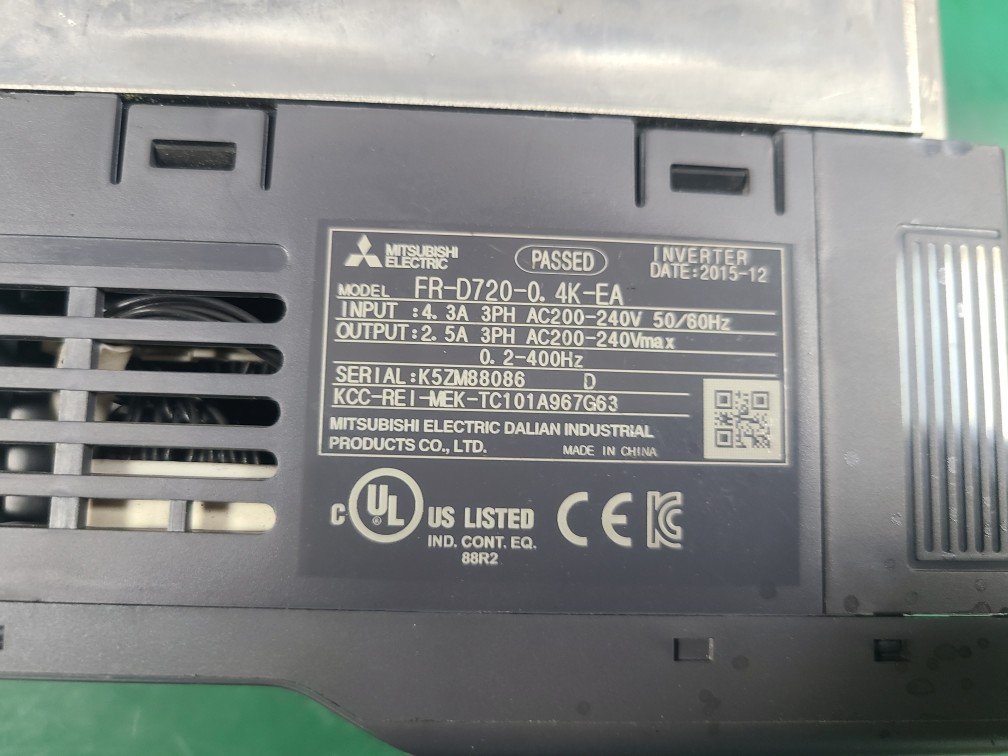 MITSUBISHI
ELECTRIC
PASSED
INVERTER
DATE:2015-12
MODEL FR-D720-0.4K-EA
INPUT :4.3A 3PH AC200-240V 50/60Hz
OUTPUT:2.5A 3PH AC200-240Vmax
0.2-400Hz
SERIAL:K5ZM88086 D
KCC-REI-MEK-TC101A967G63
MITSUBISHI ELECTRIC DALIAN INDUSTRIAL
PRODUCTS CO., LTD. MADE IN CHINA
C UL ® US LISTED CE KC
IND. CONT. EQ.
88R2